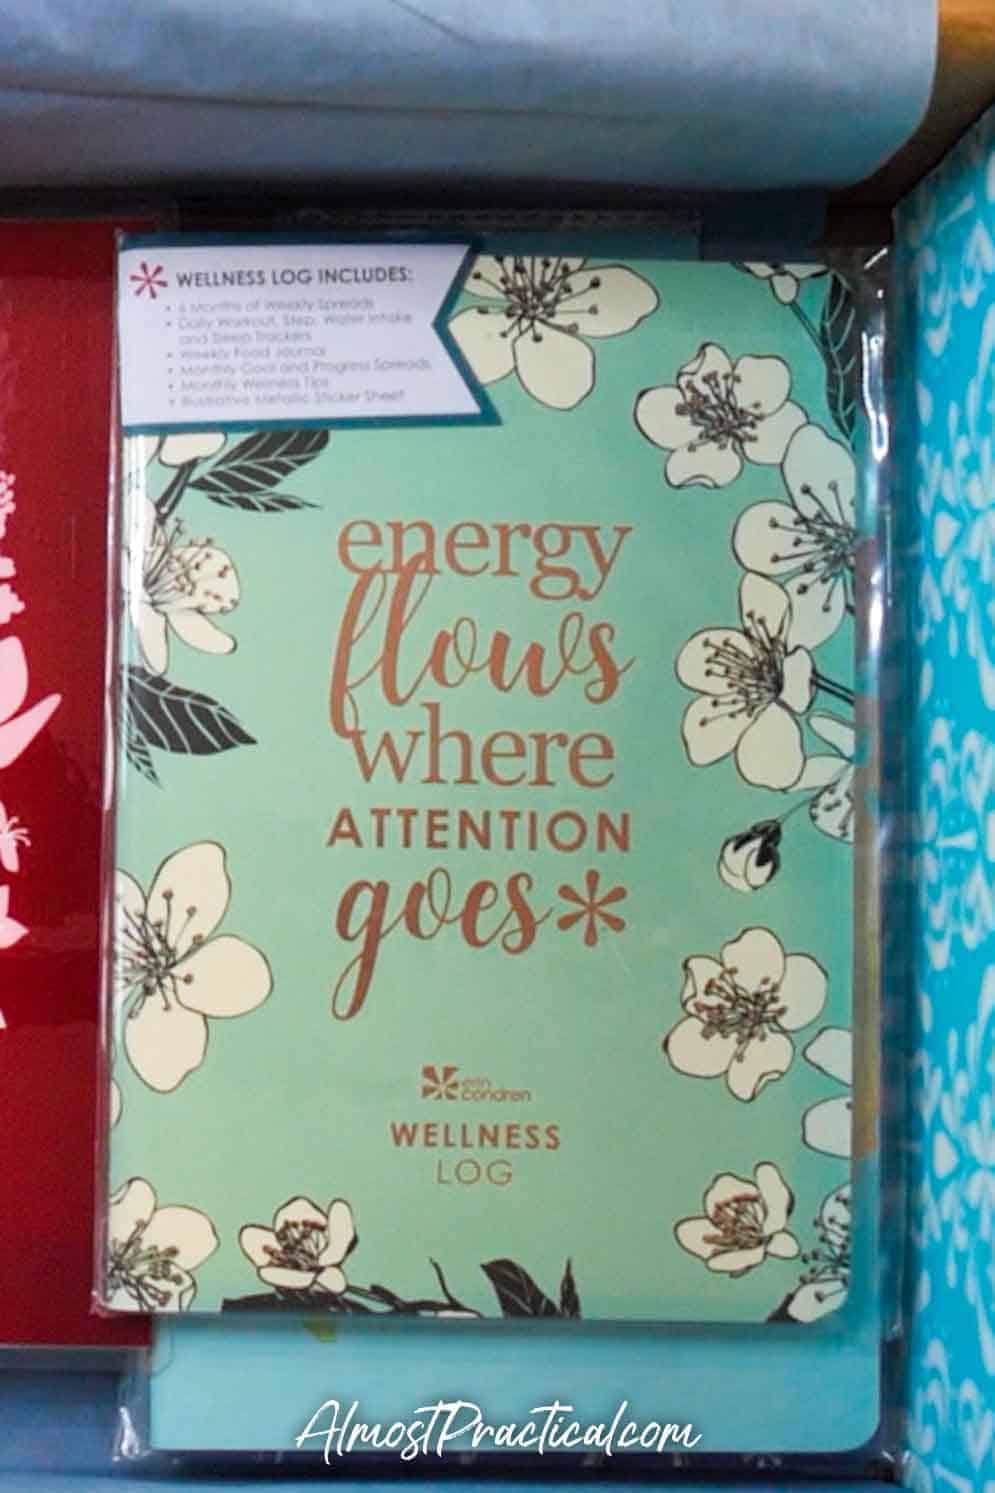 WELLNESS LOG INCLUDES:
• 6 Months of Weekly Spreads
• Daily Workout, Step, Water Intake
and Sleep Trackers
• Weekly Food Journal
• Monthly Goal and Progress Spreads
• Monthly Wellness Tips
• Illustrative Metallic Sticker Sheet
energy
flows
where
ATTENTION
goes*
erin
condren
WELLNESS
LOG
AlmostPractical.com